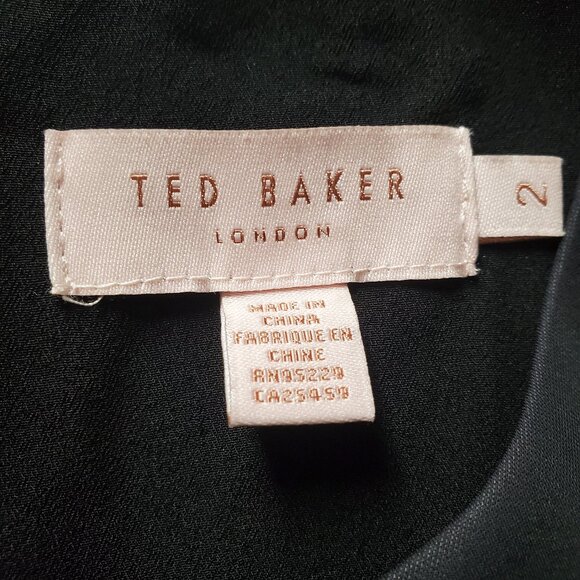 TED BAKER
LONDON
2
MADE IN
CHINA
FABRIQUE EN
CHINE
RN95229
CA25459